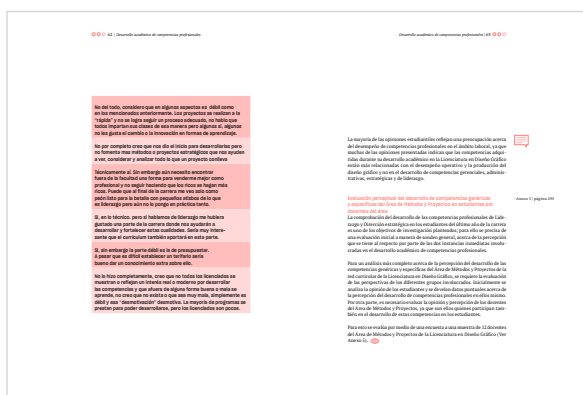 62 | Desarrollo académico de competencias profesionales
No del todo, considero que en algunos aspectos es débil como
en los mencionados anteriormente. Los proyectos se realizan a la
"rápida" y no se logra seguir un proceso adecuado, no hablo que
todos impartan sus clases de esa manera pero algunos si, algunos
no les gusta el cambio o la innovación en formas de aprendizaje.
No por completo creo que nos dio el inicio para desarrollarlas pero
no fomenta mas métodos o proyectos estratégicos que nos ayuden
a ver, considerar y analizar todo lo que un proyecto conlleva
Técnicamente sí. Sin embargo aún necesito encontrar
fuera de la facultad una forma para venderme mejor como
profesional y no seguir haciendo que los ricos se hagan más
ricos. Puede que al final de la carrera me veo solo como
peón listo para la batalla con pequeños atisbos de lo que
es liderazgo pero aún no lo pongo en práctica tanto.
Si, en lo técnico. pero si hablamos de liderazgo me hubiera
gustado una parte de la carrera donde nos ayudarán a
desarrollar y fortalecer estas cualidades. Sería muy intere-
sante que el currículum también aportará en esta parte.
Sí, sin embargo la parte débil es la de presupuestar.
A pesar que es difícil establecer un tarifario sería
bueno dar un conocimiento extra sobre ello.
No lo hizo completamente, creo que no todos los licenciados se
muestran o reflejan un interés real o moderno por desarrollar
las competencias y que afuera de alguna forma buena o mala se
aprende, no creo que no exista o que sea muy mala, simplemente es
débil y esa "desmotivación" desmotiva. La mayoría de programas se
prestan para poder desarrollarse, pero los licenciados son pocos.
Desarrollo académico de competencias profesionales | 63
La mayoría de las opiniones estudiantiles reflejan una preocupación acerca
del desempeño de competencias profesionales en el ámbito laboral, ya que
muchas de las opiniones presentadas indican que las competencias adqui-
ridas durante su desarrollo académico en la Licenciatura en Diseño Gráfico
están más relacionadas con el desempeño operativo y la producción del
diseño gráfico y no en el desarrollo de competencias gerenciales, adminis-
trativas, estratégicas y de liderazgo.
Evaluación perceptual del desarrollo de competencias genéricas
y específicas del Área de Métodos y Proyectos en estudiantes por
docentes del área
Anexo 5 | página 299
La comprobación del desarrollo de las competencias profesionales de Lide-
razgo y Dirección estratégica en los estudiantes del último año de la carrera
es uno de los objetivos de investigación planteados; para ello se precisa de
una evaluación inicial a manera de sondeo general, acerca de la percepción
que se tiene al respecto por parte de las dos instancias inmediatas involu-
cradas en el desarrollo académico de competencias profesionales.
Para un análisis más completo acerca de la percepción del desarrollo de las
competencias genéricas y específicas del Área de Métodos y Proyectos de la
red curricular de la Licenciatura en Diseño Gráfico, se requiere la evaluación
de las perspectivas de los diferentes grupos involucrados. Inicialmente se
analiza la opinión de los estudiantes y se develan datos puntuales acerca de
la percepción del desarrollo de competencias profesionales en ellos mismos.
Por otra parte, es necesario evaluar la opinión y percepción de los docentes
del Área de Métodos y Proyectos, ya que son ellos quienes participan tam-
bién en el desarrollo de estas competencias en los estudiantes.
Para esto se evalúa por medio de una encuesta a una muestra de 12 docentes
del Área de Métodos y Proyectos de la Licenciatura en Diseño Gráfico (Ver
Anexo 5).